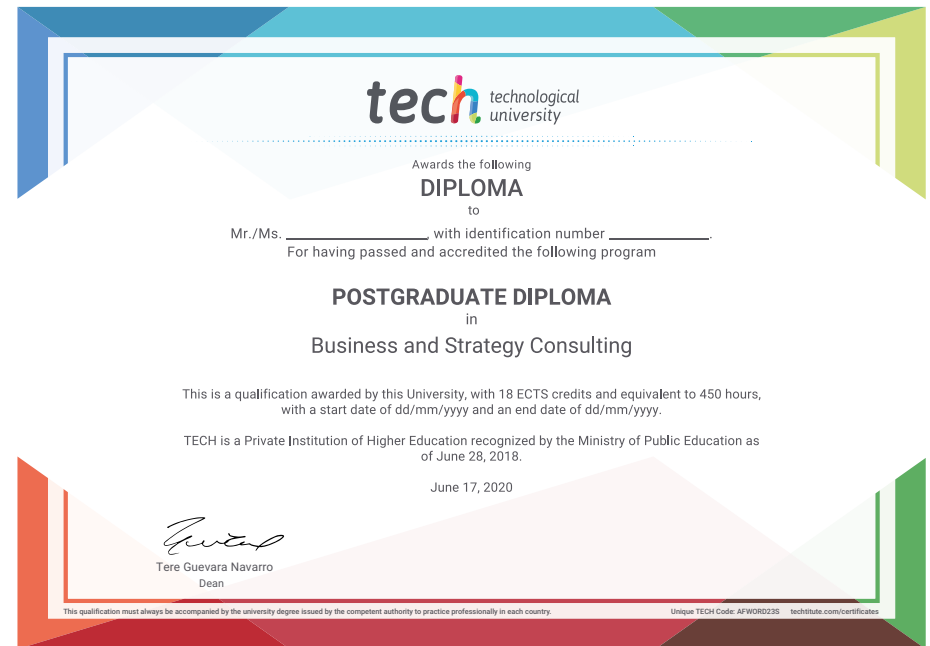 tech technological
university
Awards the following
DIPLOMA
to
Mr./Ms. ____________________, with identification number ______________.
For having passed and accredited the following program
POSTGRADUATE DIPLOMA
in
Business and Strategy Consulting
This is a qualification awarded by this University, with 18 ECTS credits and equivalent to 450 hours,
with a start date of dd/mm/yyyy and an end date of dd/mm/yyyy.
TECH is a Private Institution of Higher Education recognized by the Ministry of Public Education as
of June 28, 2018.
June 17, 2020
Tere Guevara Navarro
Dean
This qualification must always be accompanied by the university degree issued by the competent authority to practice professionally in each country. Unique TECH Code: AFWORD23S techtitute.com/certificates